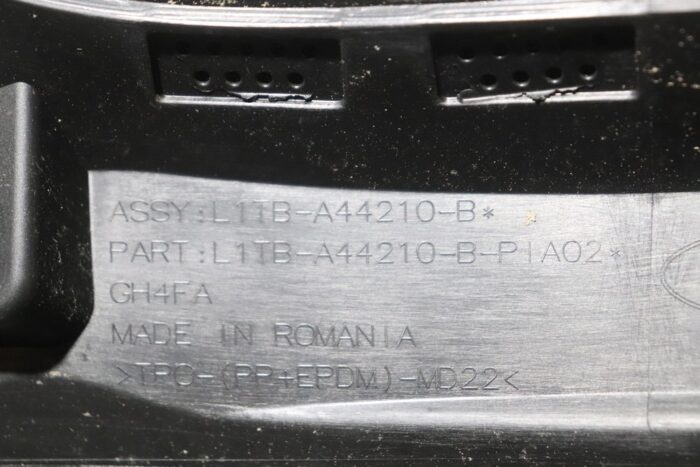 ASSY:L1TB-A44210-B*
PART:L1TB-A44210-B-PIA02*
GH4FA
MADE IN ROMANIA
>TPO-(PP+EPDM)-MD22<